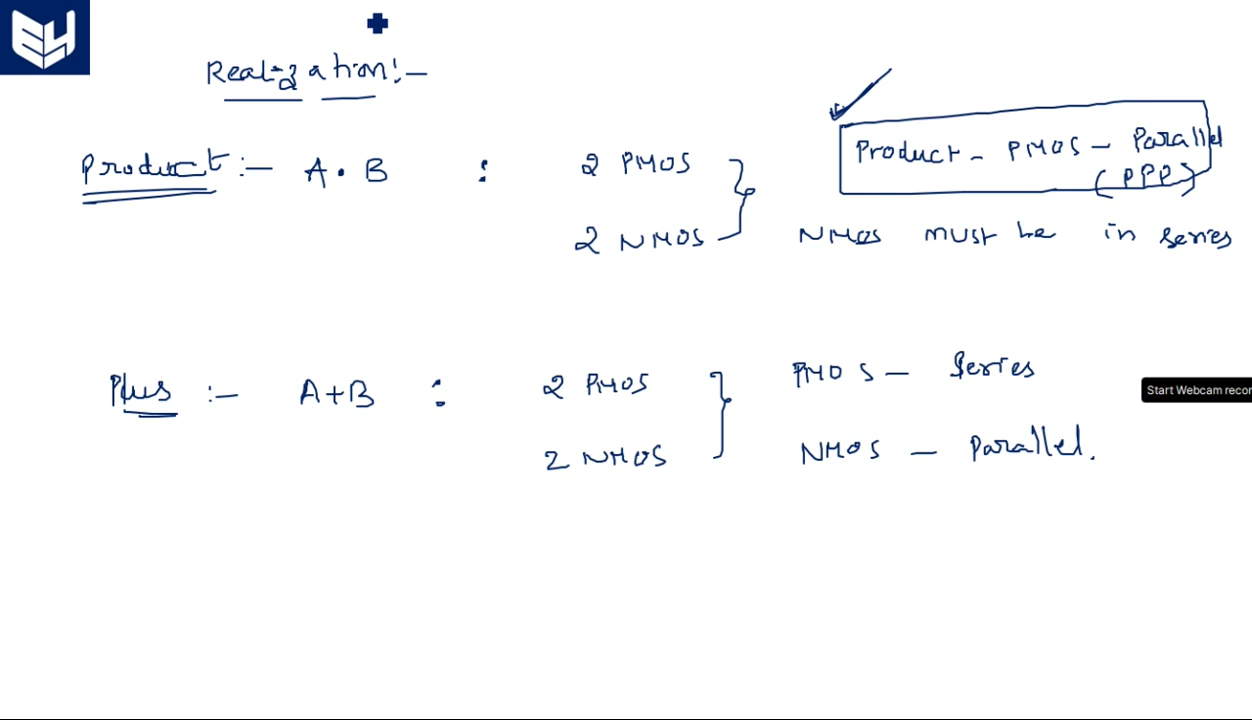 Realization:-
Product :- A . B : 2 PMOS } Product - PMOS - Parallel
(PPP)
2 NMOS NMOS must be in series
Plus :- A+B : 2 PMOS } PMOS - Series
2 NMOS NMOS - Parallel.
Start Webcam recor